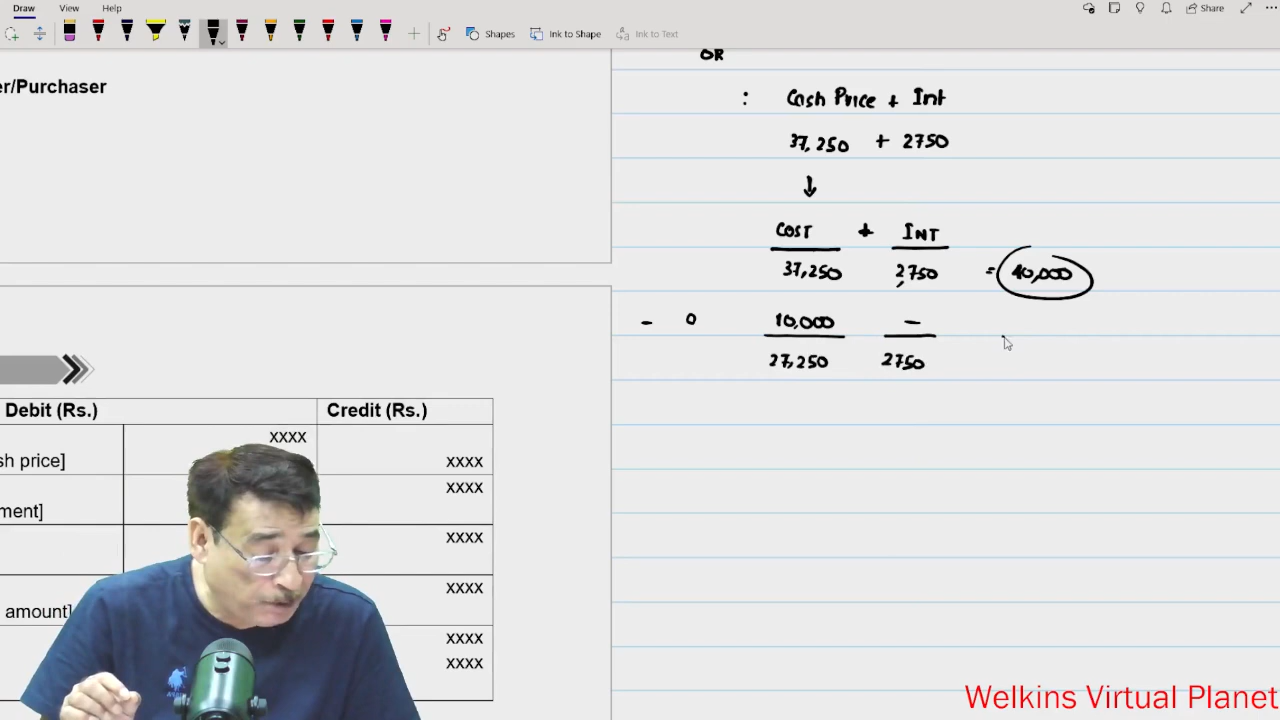 Draw View Help Share
Shapes Ink to Shape Ink to Text
er/Purchaser
Debit (Rs.) Credit (Rs.)
xxxx
sh price] xxxx
xxxx
ment]
xxxx
xxxx
amount]
xxxx
xxxx
OR
: Cash Price + Int
37,250 + 2750
↓
COST + INT
37,250 2,750 = 40,000
- 0 10,000 —
27,250 2750
Welkins Virtual Planet